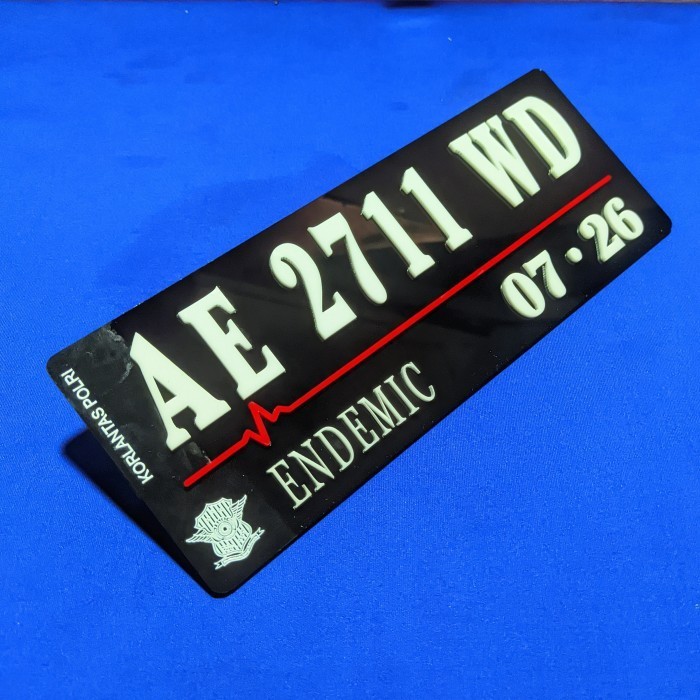 AE 2711 WD
07 • 26
ENDEMIC
KORLANTAS POLRI